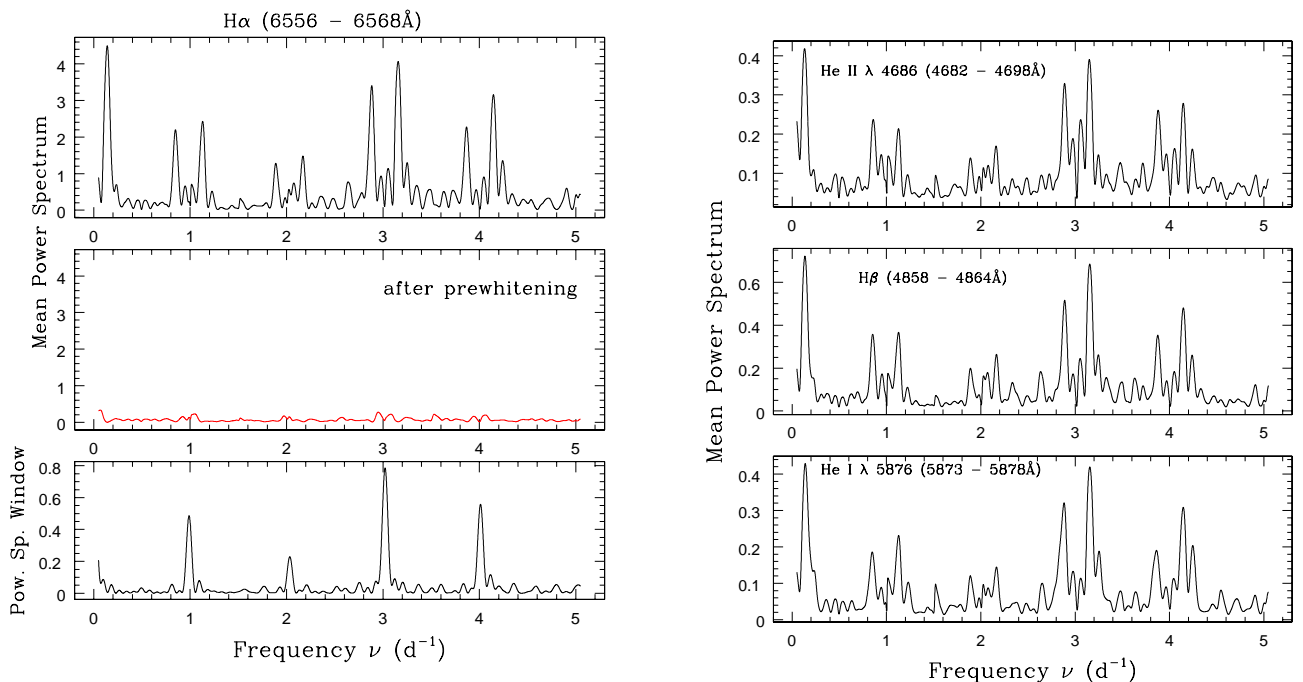 Hα (6556 – 6568Å)
Mean Power Spectrum
4
3
2
1
0
0 1 2 3 4 5
after prewhitening
4
3
2
1
0
0 1 2 3 4 5
Pow. Sp. Window
0.8
0.6
0.4
0.2
0
0 1 2 3 4 5
Frequency ν (d⁻¹)
Mean Power Spectrum
He II λ 4686 (4682 – 4698Å)
0.4
0.3
0.2
0.1
0 1 2 3 4 5
Hβ (4858 – 4864Å)
0.6
0.4
0.2
0
0 1 2 3 4 5
He I λ 5876 (5873 – 5878Å)
0.4
0.3
0.2
0.1
0
0 1 2 3 4 5
Frequency ν (d⁻¹)